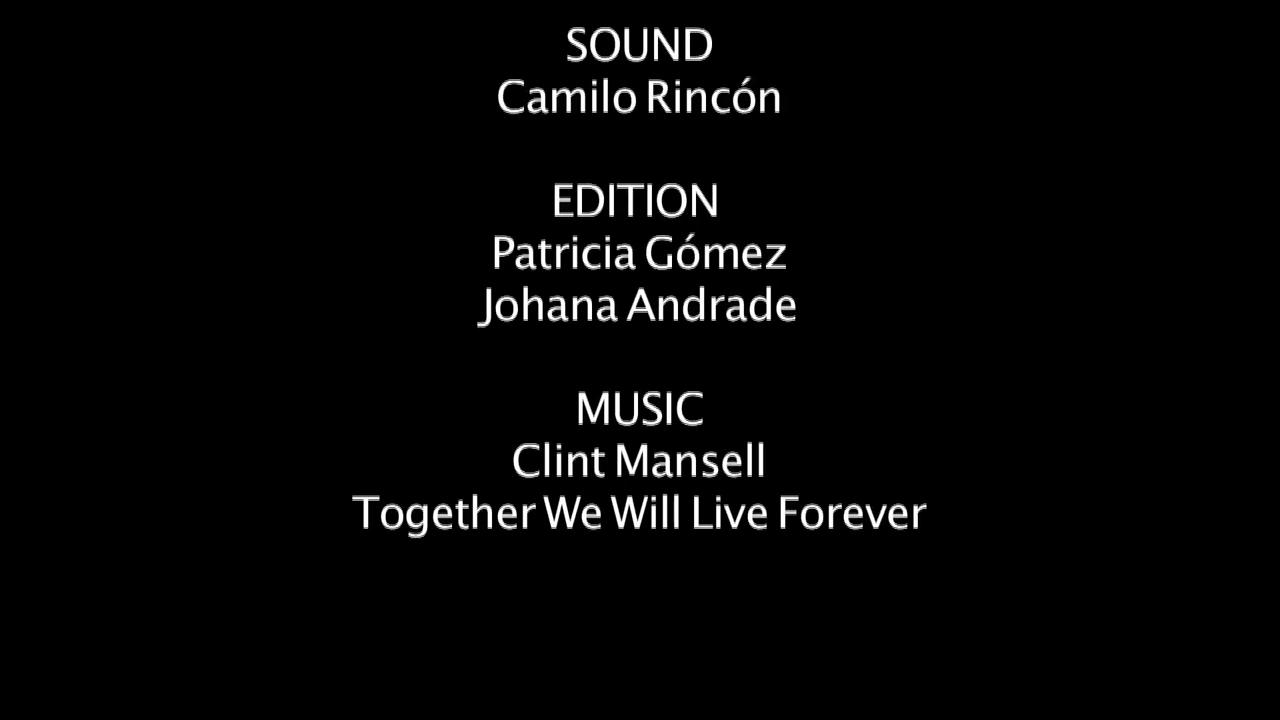 SOUND
Camilo Rincón
EDITION
Patricia Gómez
Johana Andrade
MUSIC
Clint Mansell
Together We Will Live Forever